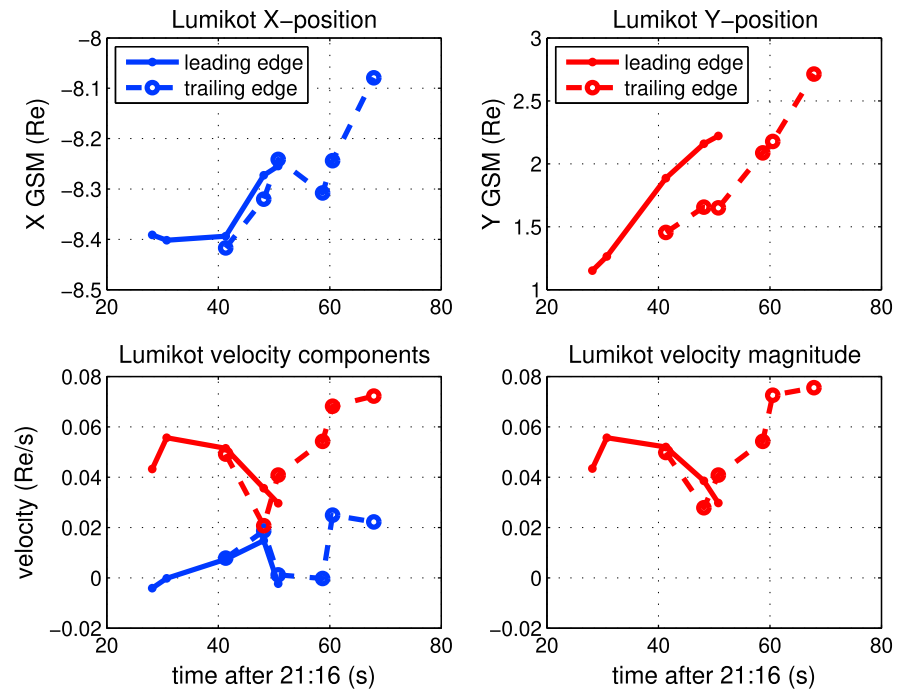 Lumikot X−position
Lumikot Y−position
X GSM (Re)
−8
−8.1
−8.2
−8.3
−8.4
−8.5
leading edge
trailing edge
20 40 60 80
Y GSM (Re)
3
2.5
2
1.5
1
leading edge
trailing edge
20 40 60 80
Lumikot velocity components
Lumikot velocity magnitude
velocity (Re/s)
0.08
0.06
0.04
0.02
0
−0.02
20 40 60 80
time after 21:16 (s)
0.08
0.06
0.04
0.02
0
−0.02
20 40 60 80
time after 21:16 (s)